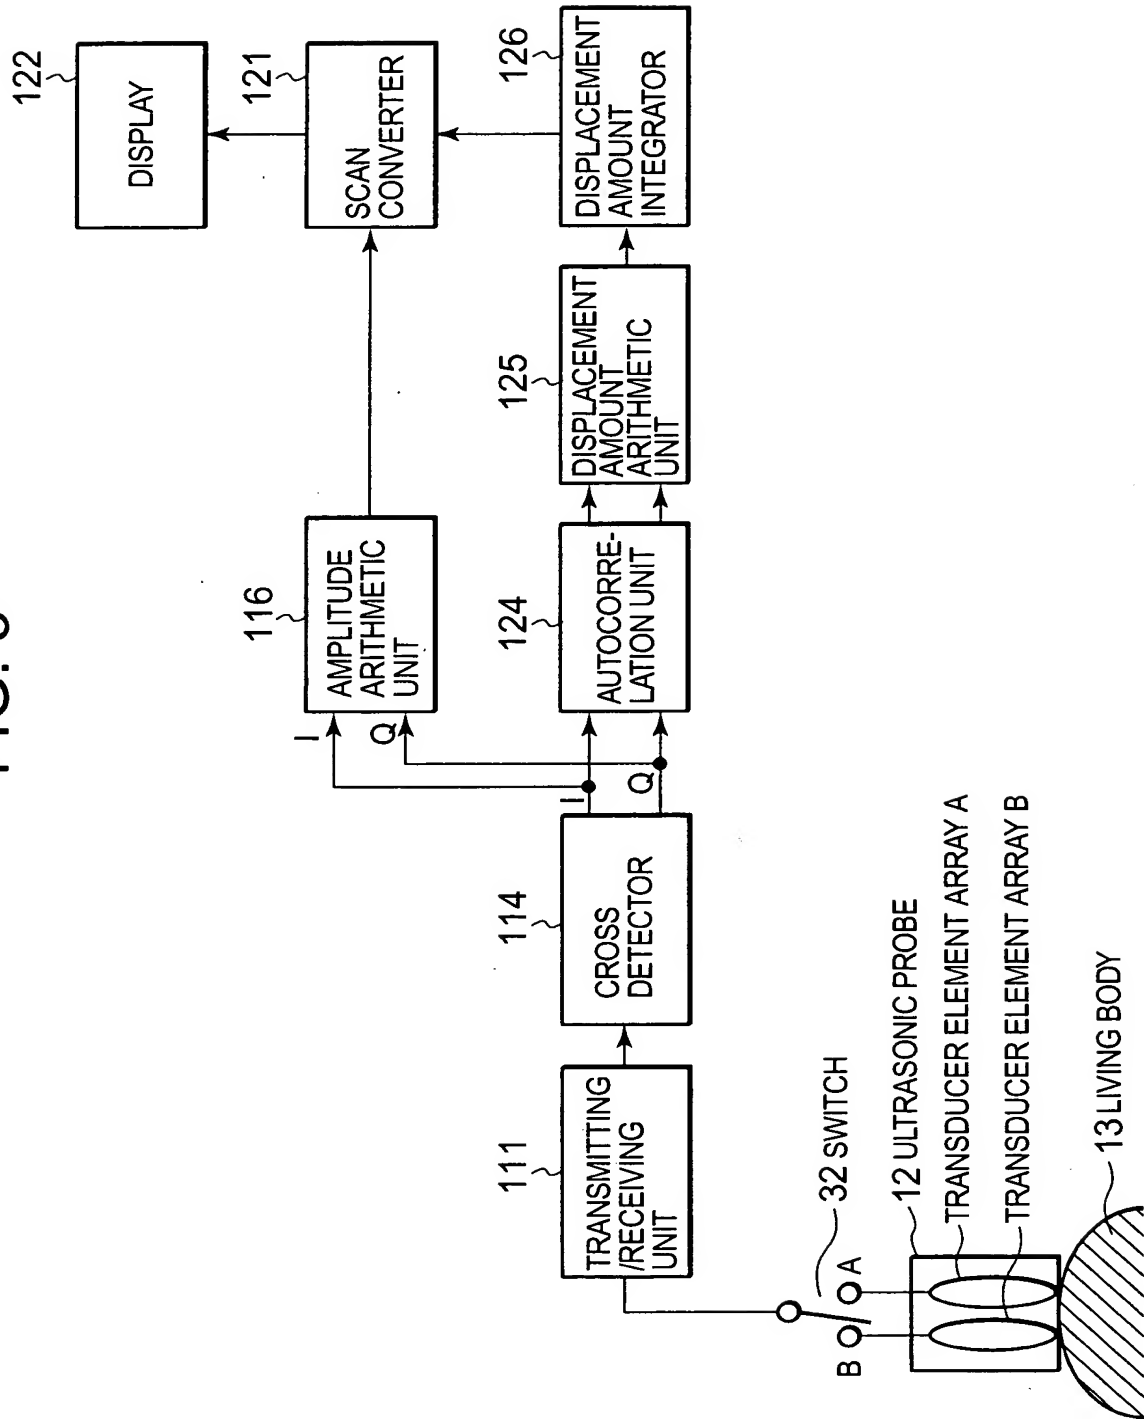 122
DISPLAY
121
SCAN
CONVERTER
126
DISPLACEMENT
AMOUNT
INTEGRATOR
125
DISPLACEMENT
AMOUNT
ARITHMETIC
UNIT
116
AMPLITUDE
ARITHMETIC
UNIT
I
Q
124
AUTOCORRE-
LATION UNIT
I
Q
114
CROSS
DETECTOR
111
TRANSMITTING
/RECEIVING
UNIT
32 SWITCH
A
B
12 ULTRASONIC PROBE
TRANSDUCER ELEMENT ARRAY A
TRANSDUCER ELEMENT ARRAY B
13 LIVING BODY